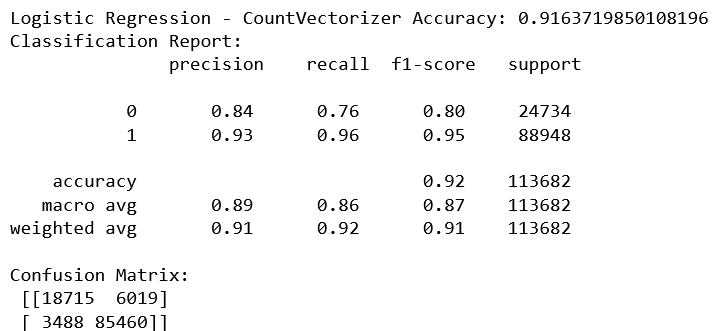 Logistic Regression - CountVectorizer Accuracy: 0.9163719850108196
Classification Report:
              precision    recall  f1-score   support

           0       0.84      0.76      0.80     24734
           1       0.93      0.96      0.95     88948

    accuracy                           0.92    113682
   macro avg       0.89      0.86      0.87    113682
weighted avg       0.91      0.92      0.91    113682

Confusion Matrix:
 [[18715  6019]
 [ 3488 85460]]